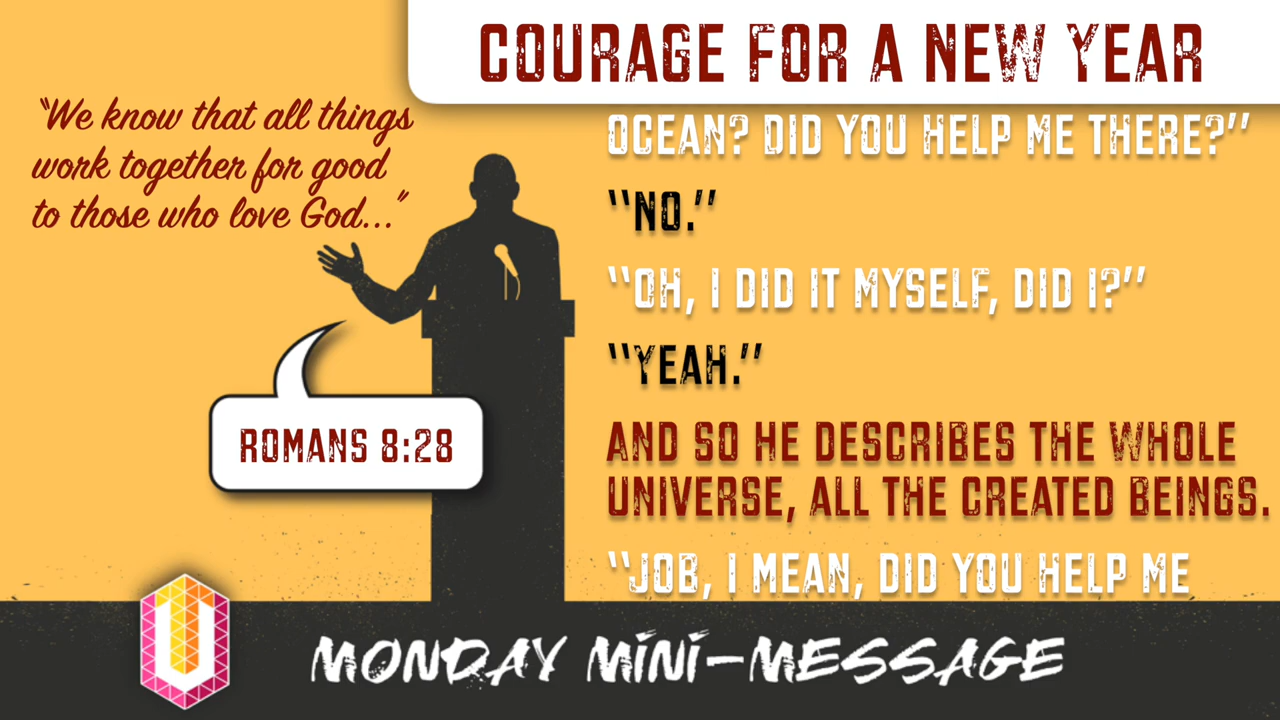 COURAGE FOR A NEW YEAR
"We know that all things
work together for good
to those who love God..."
ROMANS 8:28
OCEAN? DID YOU HELP ME THERE?"
"NO."
"OH, I DID IT MYSELF, DID I?"
"YEAH."
AND SO HE DESCRIBES THE WHOLE
UNIVERSE, ALL THE CREATED BEINGS.
"JOB, I MEAN, DID YOU HELP ME
U
MONDAY MINI-MESSAGE